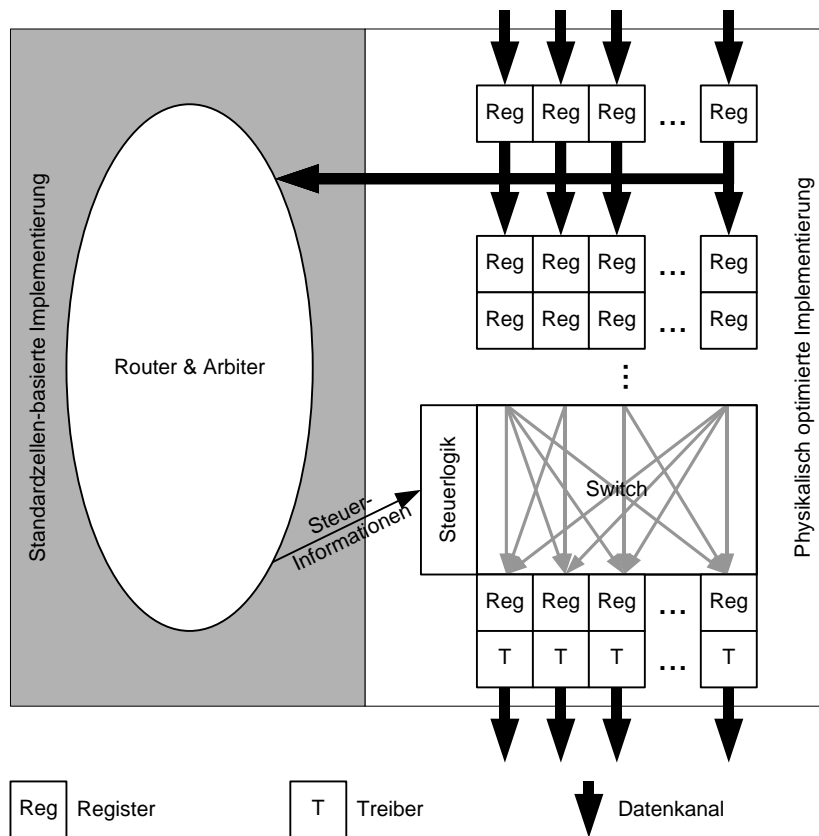 Reg Reg Reg ... Reg
Standardzellen-basierte Implementierung
Physikalisch optimierte Implementierung
Reg Reg Reg ... Reg
Reg Reg Reg ... Reg
...
Router & Arbiter
Steuerlogik
Switch
Steuer-
Informationen
Reg Reg Reg ... Reg
T T T ... T
Reg Register
T Treiber
Datenkanal